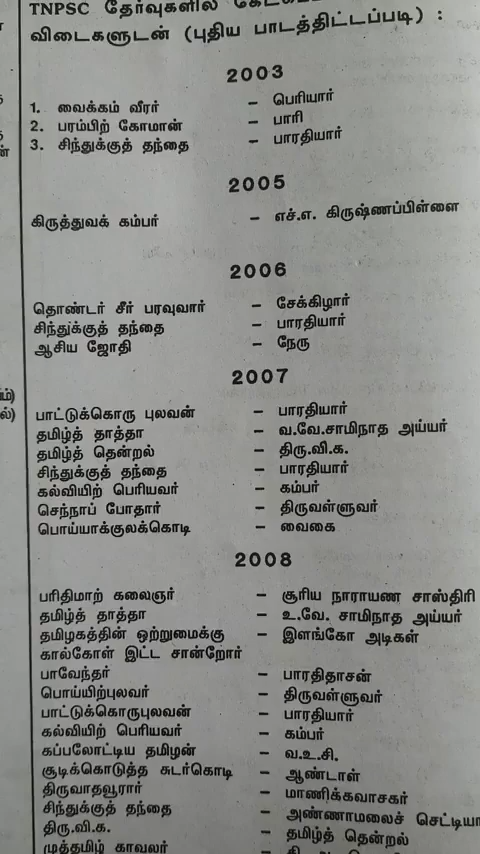 TNPSC தேர்வுகளில்
விடைகளுடன் (புதிய பாடத்திட்டப்படி) :
2003
1. வைக்கம் வீரர் – பெரியார்
2. பரம்பிற் கோமான் – பாரி
3. சிந்துக்குத் தந்தை – பாரதியார்
2005
கிருத்துவக் கம்பர் – எச்.எ. கிருஷ்ணப்பிள்ளை
2006
தொண்டர் சீர் பரவுவார் – சேக்கிழார்
சிந்துக்குத் தந்தை – பாரதியார்
ஆசிய ஜோதி – நேரு
2007
பாட்டுக்கொரு புலவன் – பாரதியார்
தமிழ்த் தாத்தா – வ.வே.சாமிநாத அய்யர்
தமிழ்த் தென்றல் – திரு.வி.க.
சிந்துக்குத் தந்தை – பாரதியார்
கல்வியிற் பெரியவர் – கம்பர்
செந்நாப் போதார் – திருவள்ளுவர்
பொய்யாக்குலக்கொடி – வைகை
2008
பரிதிமாற் கலைஞர் – சூரிய நாராயண சாஸ்திரி
தமிழ்த் தாத்தா – உ.வே. சாமிநாத அய்யர்
தமிழகத்தின் ஒற்றுமைக்கு – இளங்கோ அடிகள்
கால்கோள் இட்ட சான்றோர்
பாவேந்தர் – பாரதிதாசன்
பொய்யிற்புலவர் – திருவள்ளுவர்
பாட்டுக்கொருபுலவன் – பாரதியார்
கல்வியிற் பெரியவர் – கம்பர்
கப்பலோட்டிய தமிழன் – வ.உ.சி.
சூடிக்கொடுத்த சுடர்கொடி – ஆண்டாள்
திருவாதவூரார் – மாணிக்கவாசகர்
சிந்துக்குத் தந்தை – அண்ணாமலைச்
திரு.வி.க. – தமிழ்த் தென்றல்
முத்தமிழ் காவலர் –